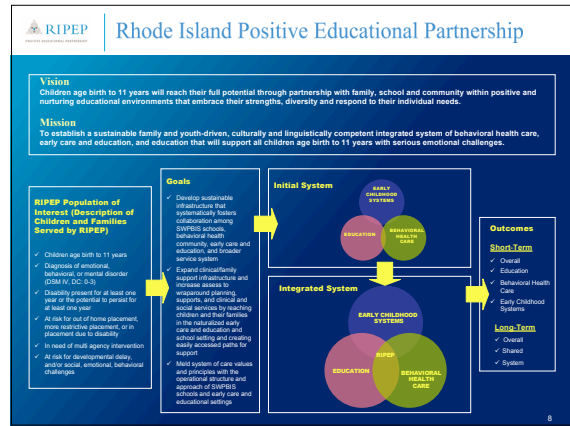 RIPEP
POSITIVE EDUCATIONAL PARTNERSHIP
Rhode Island Positive Educational Partnership
Vision
Children age birth to 11 years will reach their full potential through partnership with family, school and community within positive and
nurturing educational environments that embrace their strengths, diversity and respond to their individual needs.
Mission
To establish a sustainable family and youth-driven, culturally and linguistically competent integrated system of behavioral health care,
early care and education, and education that will support all children age birth to 11 years with serious emotional challenges.
RIPEP Population of
Interest (Description of
Children and Families
Served by RIPEP)
✓ Children age birth to 11 years
✓ Diagnosis of emotional,
behavioral, or mental disorder
(DSM IV, DC: 0-3)
✓ Disability present for at least one
year or the potential to persist for
at least one year
✓ At risk for out of home placement,
more restrictive placement, or in
placement due to disability
✓ In need of multi agency intervention
✓ At risk for developmental delay,
and/or social, emotional, behavioral
challenges
Goals
✓ Develop sustainable
infrastructure that
systematically fosters
collaboration among
SWPBIS schools,
behavioral health
community, early care and
education, and broader
service system
✓ Expand clinical/family
support infrastructure and
increase assess to
wraparound planning,
supports, and clinical and
social services by reaching
children and their families
in the naturalized early
care and education and
school setting and creating
easily accessed paths for
support
✓ Meld system of care values
and principles with the
operational structure and
approach of SWPBIS
schools and early care and
educational settings
Initial System
EARLY
CHILDHOOD
SYSTEMS
EDUCATION
BEHAVIORAL
HEALTH
CARE
Integrated System
EARLY CHILDHOOD
SYSTEMS
RIPEP
EDUCATION
BEHAVIORAL
HEALTH
CARE
Outcomes
Short-Term
✓ Overall
✓ Education
✓ Behavioral Health
Care
✓ Early Childhood
Systems
Long-Term
✓ Overall
✓ Shared
✓ System
8